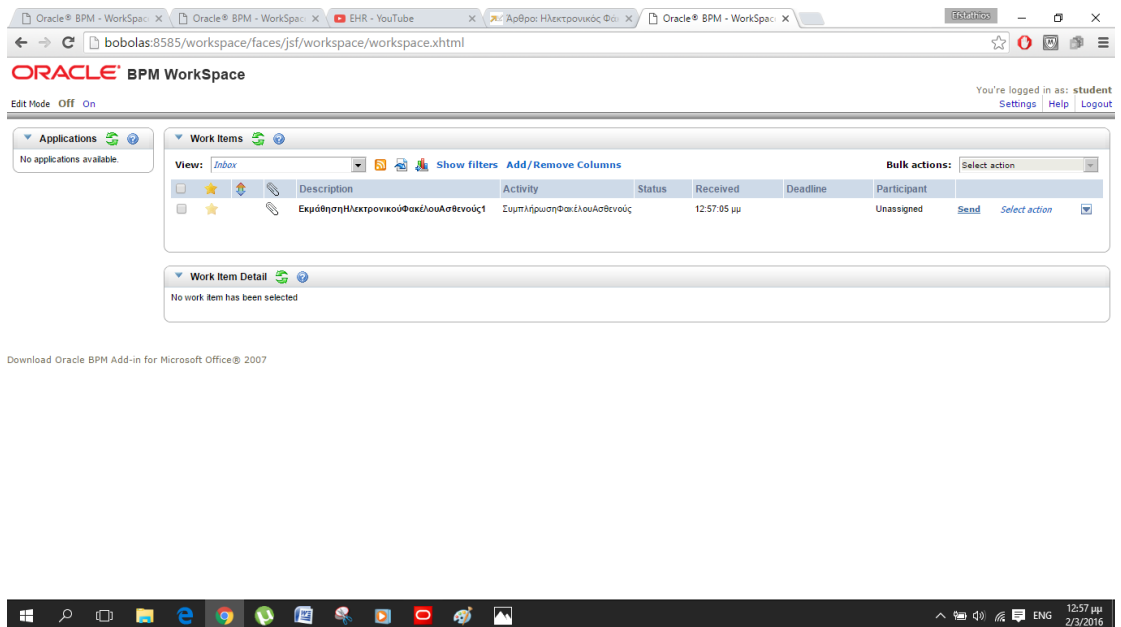 Oracle® BPM - WorkSpac
Oracle® BPM - WorkSpac
EHR - YouTube
Άρθρο: Ηλεκτρονικός Φά
Oracle® BPM - WorkSpac
Efstathios
bobolas:8585/workspace/faces/jsf/workspace/workspace.xhtml
ORACLE® BPM WorkSpace
You're logged in as: student
Edit Mode Off On
Settings Help Logout
Applications
Work Items
No applications available.
View: Inbox Show filters Add/Remove Columns Bulk actions: Select action
Description Activity Status Received Deadline Participant
ΕκμάθησηΗλεκτρονικούΦακέλουΑσθενούς1 ΣυμπλήρωσηΦακέλουΑσθενούς 12:57:05 μμ Unassigned Send Select action
Work Item Detail
No work item has been selected
Download Oracle BPM Add-in for Microsoft Office® 2007
ENG
12:57 μμ
2/3/2016